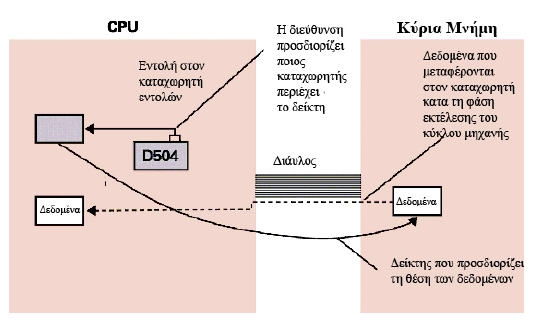 CPU
Κύρια Μνήμη
Η διεύθυνση
προσδιορίζει
ποιος
καταχωρητής
περιέχει
το δείκτη
Εντολή στον
καταχωρητή
εντολών
Δεδομένα που
μεταφέρονται
στον καταχωρητή
κατα τη φάση
εκτέλεσης του
κύκλου μηχανής
D504
Διάυλος
Δεδομένα
Δεδομένα
Δείκτης που προσδιορίζει
τη θέση των δεδομένων